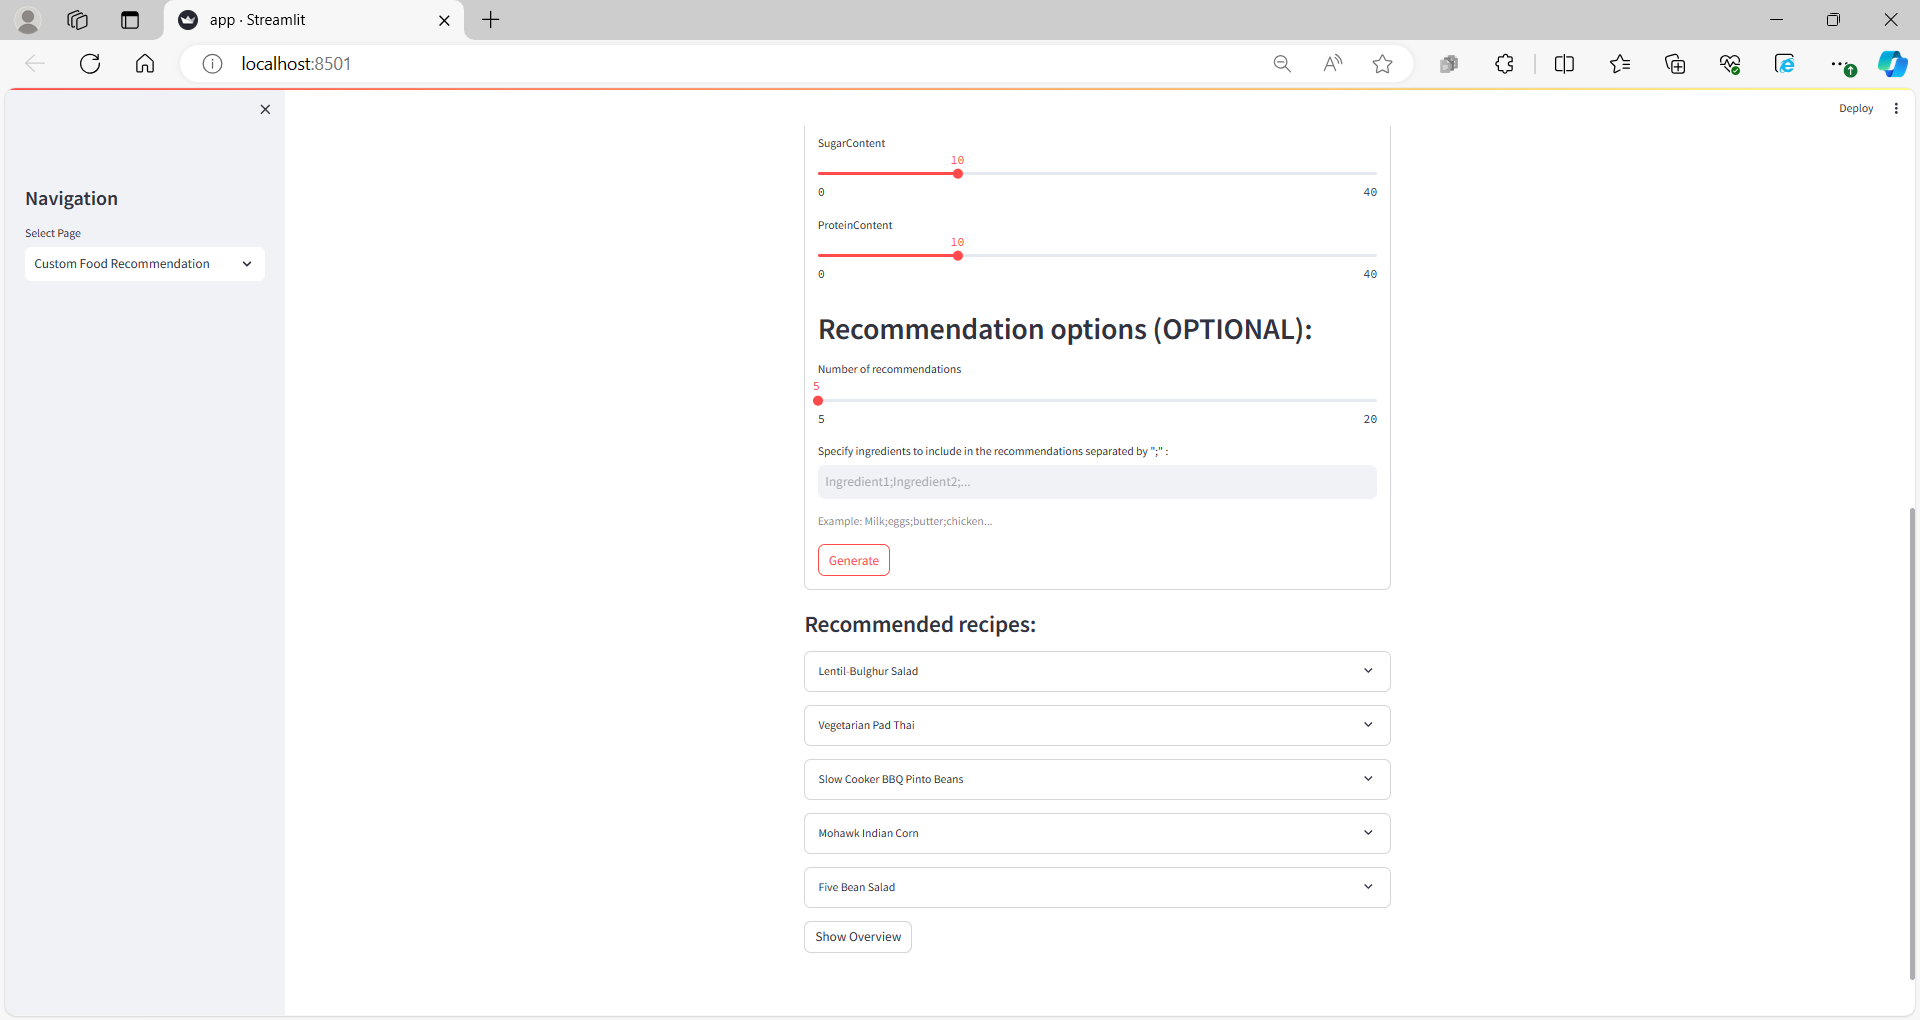 app · Streamlit
localhost:8501
Deploy
Navigation
Select Page
Custom Food Recommendation
SugarContent
10
0
40
ProteinContent
10
0
40
Recommendation options (OPTIONAL):
Number of recommendations
5
5
20
Specify ingredients to include in the recommendations separated by ";" :
Ingredient1;Ingredient2;...
Example: Milk;eggs;butter;chicken...
Generate
Recommended recipes:
Lentil-Bulghur Salad
Vegetarian Pad Thai
Slow Cooker BBQ Pinto Beans
Mohawk Indian Corn
Five Bean Salad
Show Overview